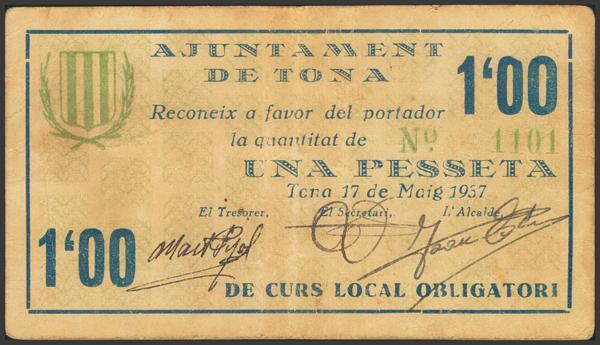 AJUNTAMENT
DE TONA
1'00
Reconeix a favor del portador
la quantitat de
Nº 1101
UNA PESSETA
Tona 17 de Maig 1937
El Tresorer, El Secretari, L'Alcalde,
1'00
DE CURS LOCAL OBLIGATORI